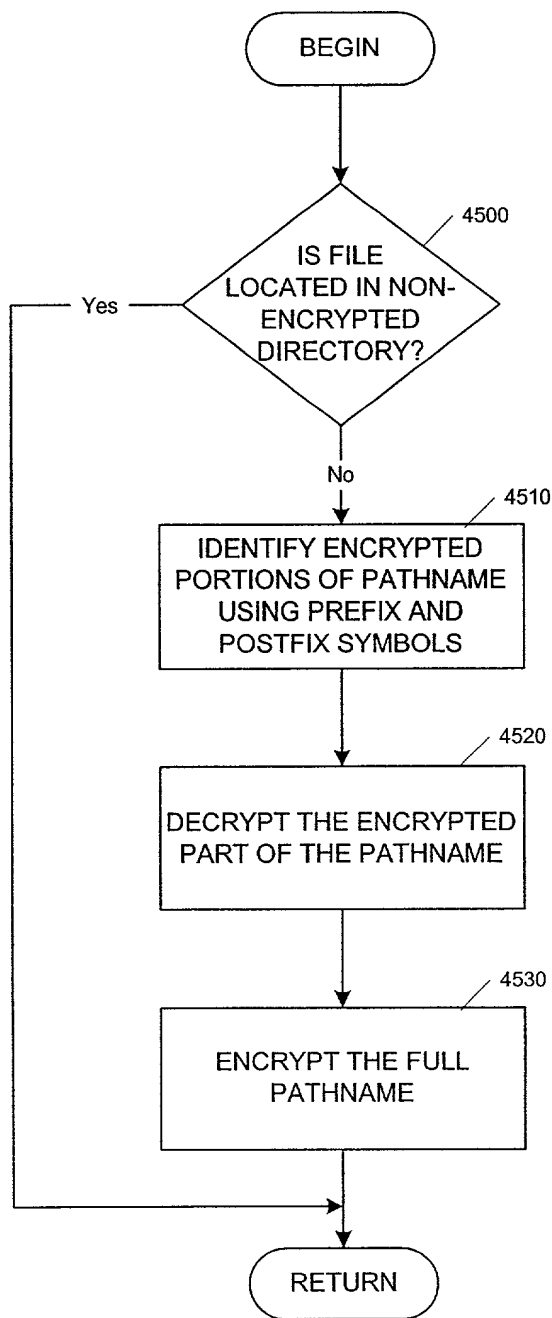 BEGIN
4500
IS FILE
LOCATED IN NON-
ENCRYPTED
DIRECTORY?
Yes
No
4510
IDENTIFY ENCRYPTED
PORTIONS OF PATHNAME
USING PREFIX AND
POSTFIX SYMBOLS
4520
DECRYPT THE ENCRYPTED
PART OF THE PATHNAME
4530
ENCRYPT THE FULL
PATHNAME
RETURN